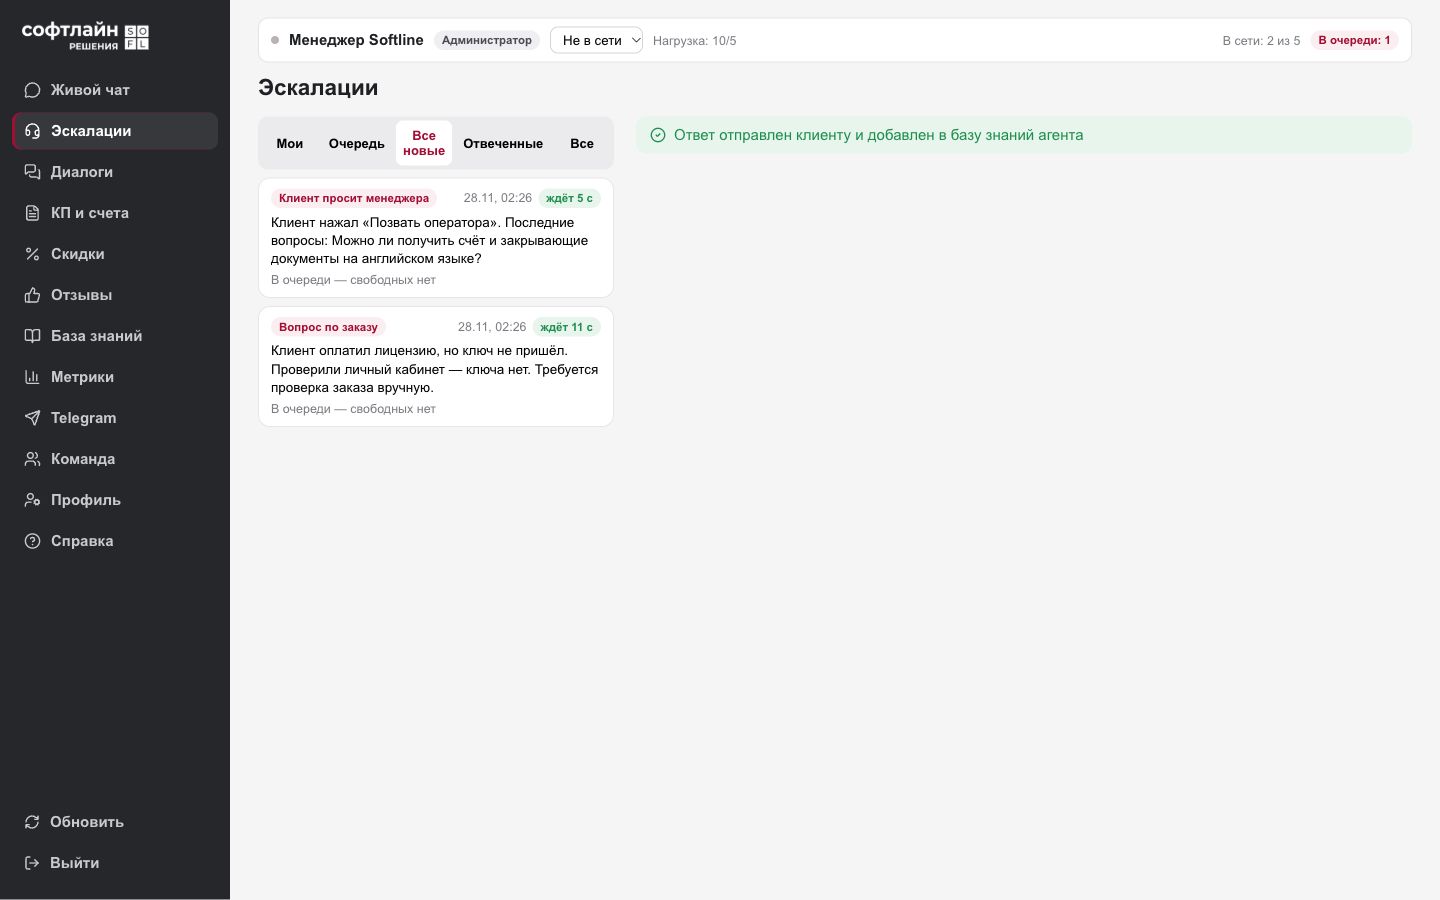 софтлайн
РЕШЕНИЯ
SO
FL
Живой чат
Эскалации
Диалоги
КП и счета
Скидки
Отзывы
База знаний
Метрики
Telegram
Команда
Профиль
Справка
Обновить
Выйти
Менеджер Softline
Администратор
Не в сети
Нагрузка: 10/5
В сети: 2 из 5
В очереди: 1
Эскалации
Мои
Очередь
Все
новые
Отвеченные
Все
Клиент просит менеджера
28.11, 02:26
ждёт 5 с
Клиент нажал «Позвать оператора». Последние
вопросы: Можно ли получить счёт и закрывающие
документы на английском языке?
В очереди — свободных нет
Вопрос по заказу
28.11, 02:26
ждёт 11 с
Клиент оплатил лицензию, но ключ не пришёл.
Проверили личный кабинет — ключа нет. Требуется
проверка заказа вручную.
В очереди — свободных нет
Ответ отправлен клиенту и добавлен в базу знаний агента